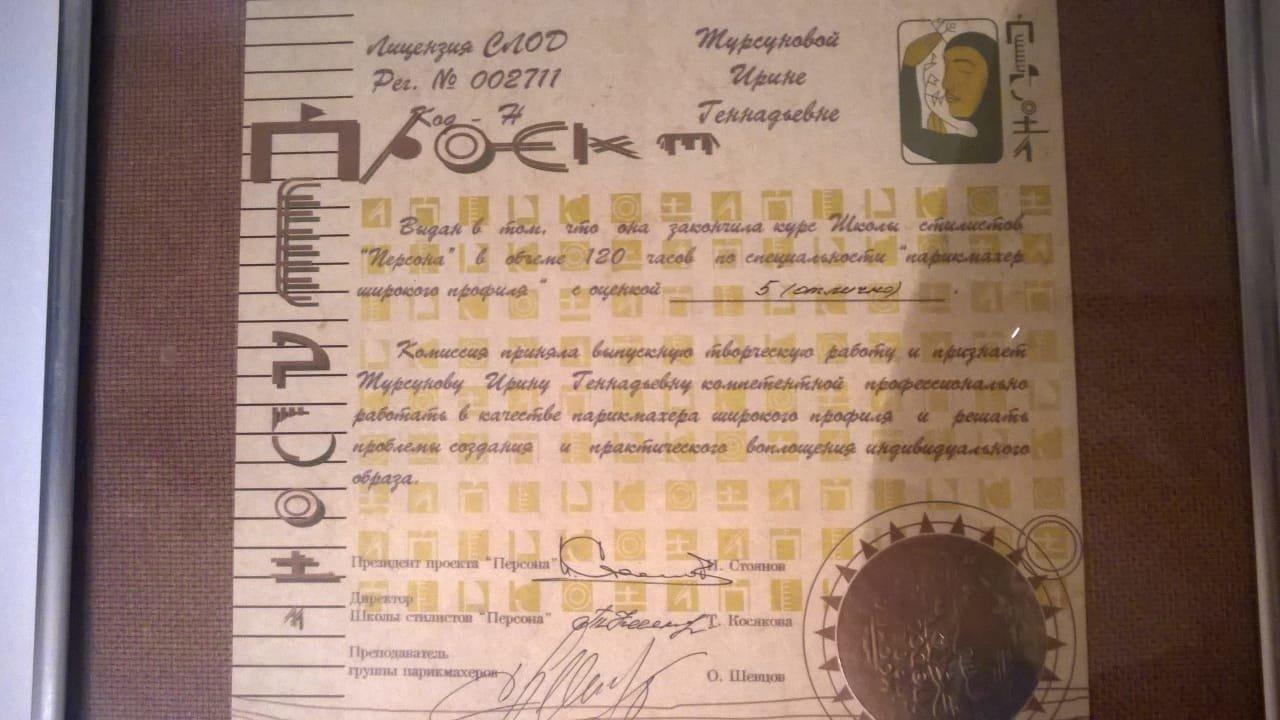 Лицензия СЛОД
Рег. № 002711
Код - Н
Турсуновой
Ирине
Геннадьевне
ПРОЕКТ
Выдан в том, что она закончила курс Школы стилистов
"Персона" в объеме 120 часов по специальности "парикмахер
широкого профиля" с оценкой 5 (отлично).
Комиссия приняла выпускную творческую работу и признает
Турсунову Ирину Геннадьевну компетентной профессионально
работать в качестве парикмахера широкого профиля и решать
проблемы создания и практического воплощения индивидуального
образа.
Президент проекта "Персона" И. Стоянов
Директор
Школы стилистов "Персона" Т. Косякова
Преподаватель
группы парикмахеров О. Шевцов